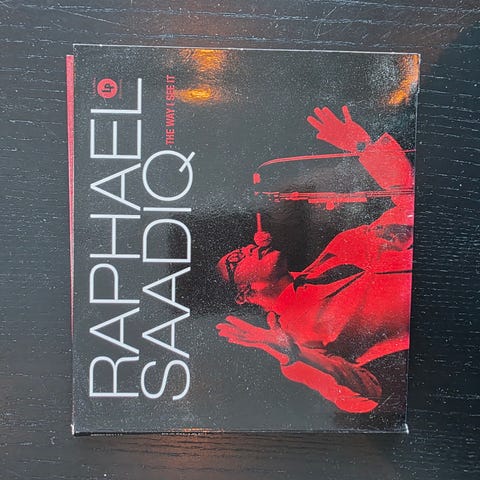 RAPHAEL
SAADIQ
THE WAY I SEE IT